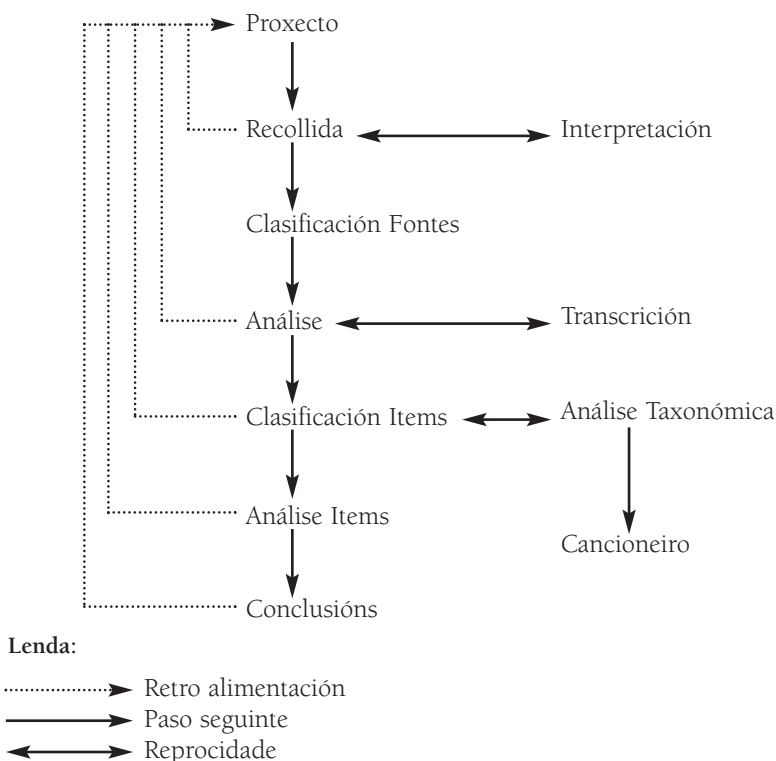 Proxecto
Recollida
Interpretación
Clasificación Fontes
Análise
Transcrición
Clasificación Items
Análise Taxonómica
Análise Items
Cancioneiro
Conclusións
Lenda:
Retro alimentación
Paso seguinte
Reprocidade